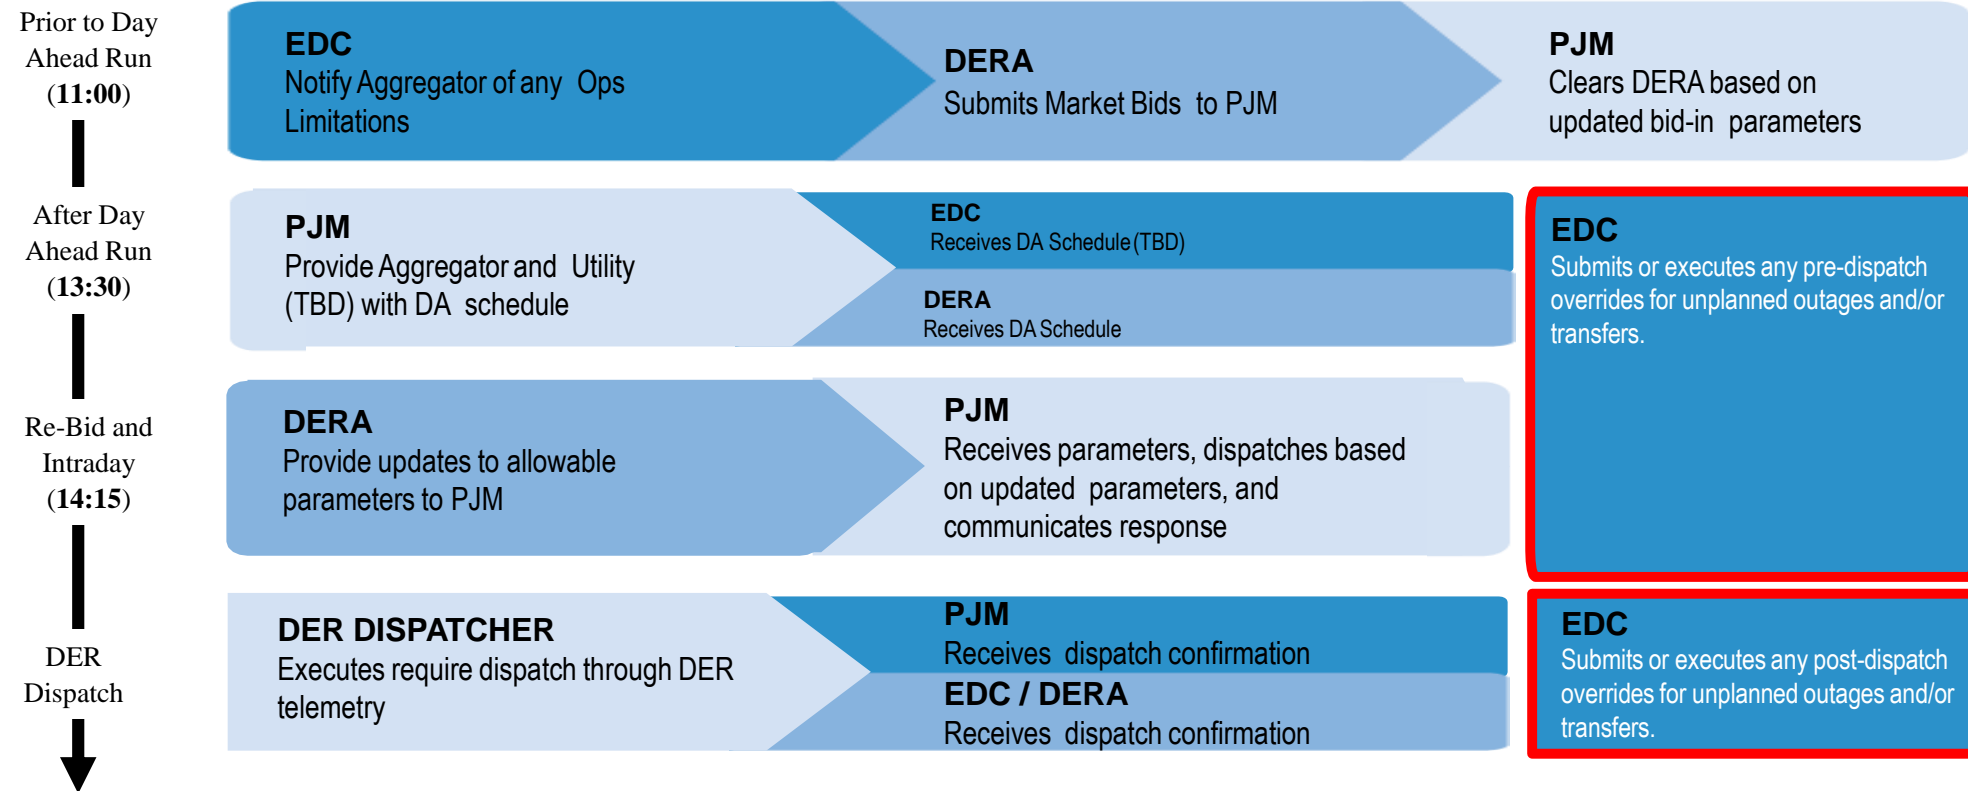 Prior to Day
Ahead Run
(11:00)
EDC
Notify Aggregator of any Ops
Limitations
DERA
Submits Market Bids to PJM
PJM
Clears DERA based on
updated bid-in parameters
After Day
Ahead Run
(13:30)
PJM
Provide Aggregator and Utility
(TBD) with DA schedule
EDC
Receives DA Schedule (TBD)
DERA
Receives DA Schedule
EDC
Submits or executes any pre-dispatch
overrides for unplanned outages and/or
transfers.
Re-Bid and
Intraday
(14:15)
DERA
Provide updates to allowable
parameters to PJM
PJM
Receives parameters, dispatches based
on updated parameters, and
communicates response
DER
Dispatch
DER DISPATCHER
Executes require dispatch through DER
telemetry
PJM
Receives dispatch confirmation
EDC / DERA
Receives dispatch confirmation
EDC
Submits or executes any post-dispatch
overrides for unplanned outages and/or
transfers.